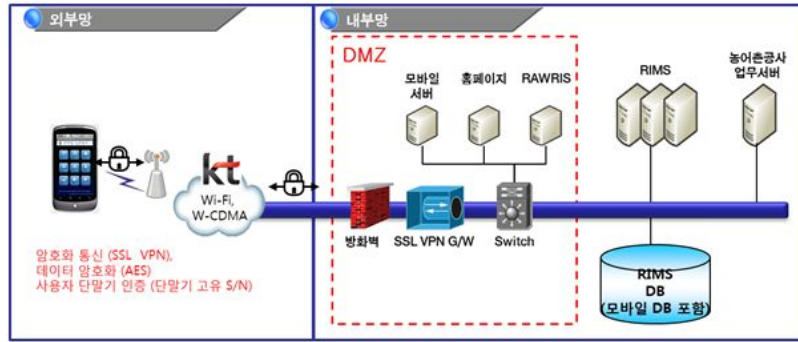 외부망
내부망
DMZ
모바일
서버
홈페이지
RAWRIS
RIMS
농어촌공사
업무서버
kt
Wi-Fi,
W-CDMA
방화벽
SSL VPN G/W
Switch
암호화 통신 (SSL VPN),
데이터 암호화 (AES)
사용자 단말기 인증 (단말기 고유 S/N)
RIMS
DB
(모바일 DB 포함)